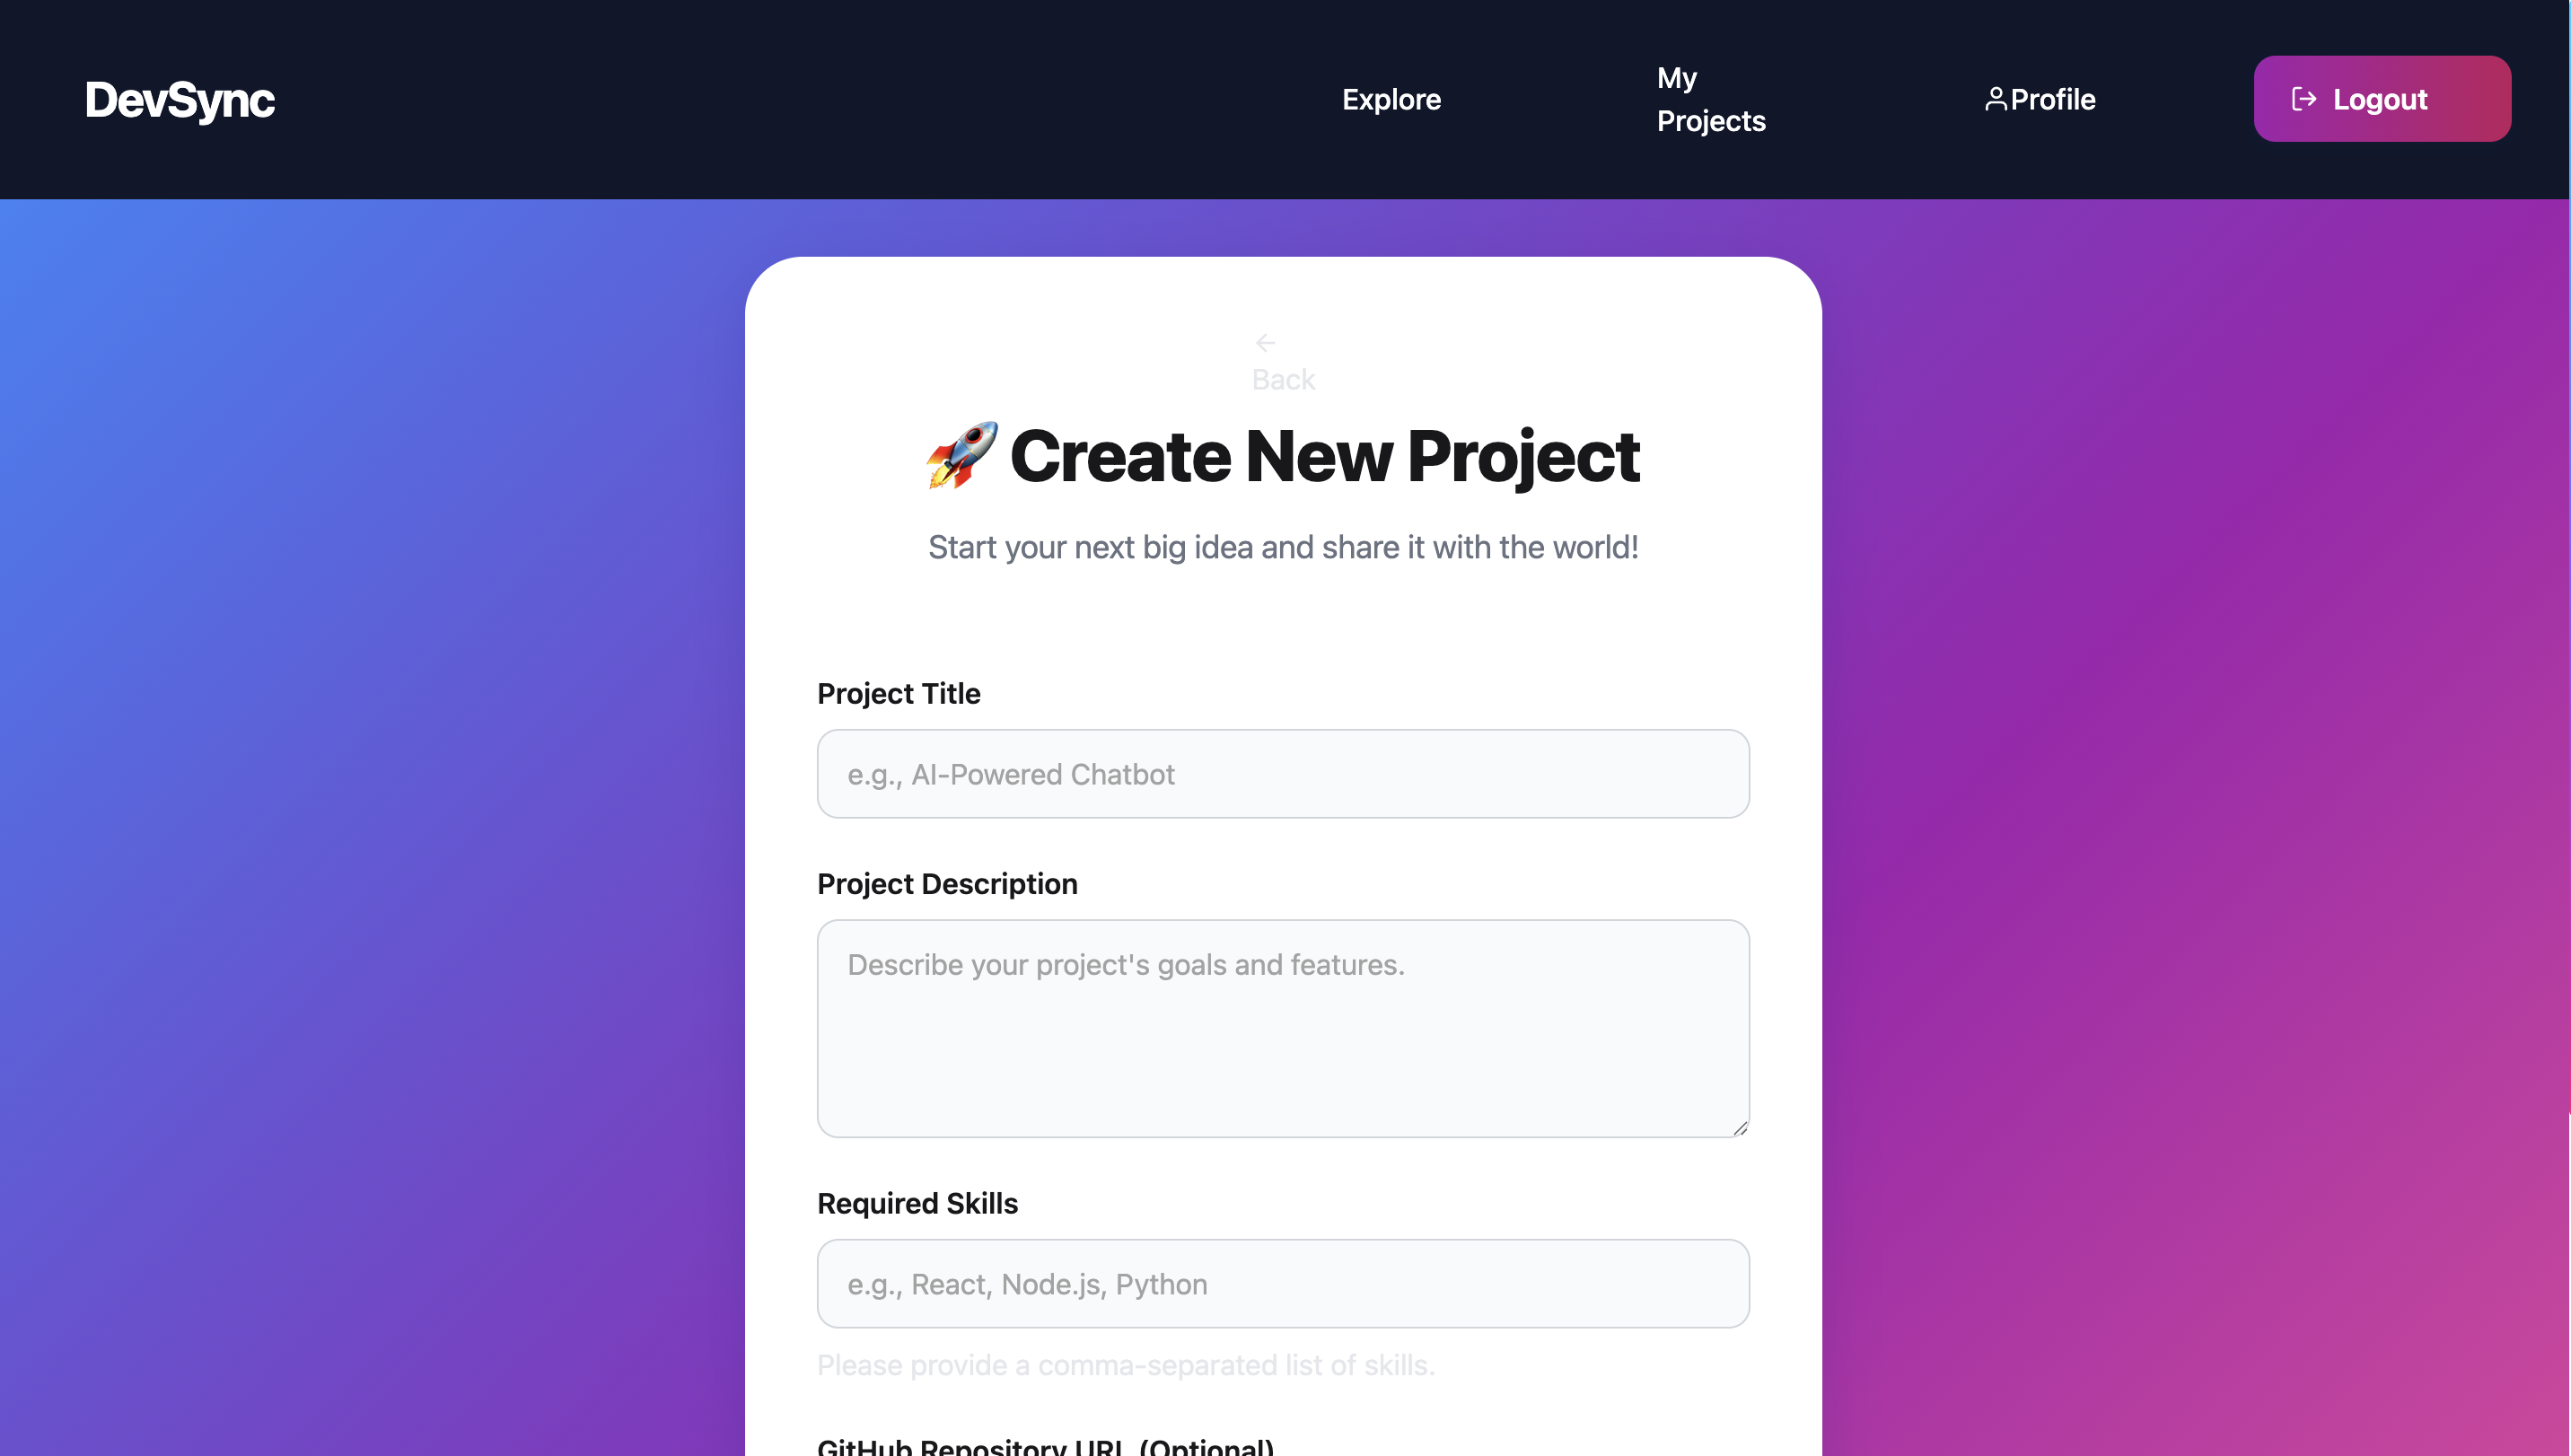 DevSync
Explore
My
Projects
Profile
Logout
Back
🚀 Create New Project
Start your next big idea and share it with the world!
Project Title
e.g., AI-Powered Chatbot
Project Description
Describe your project's goals and features.
Required Skills
e.g., React, Node.js, Python
Please provide a comma-separated list of skills.
GitHub Repository URL (Optional)